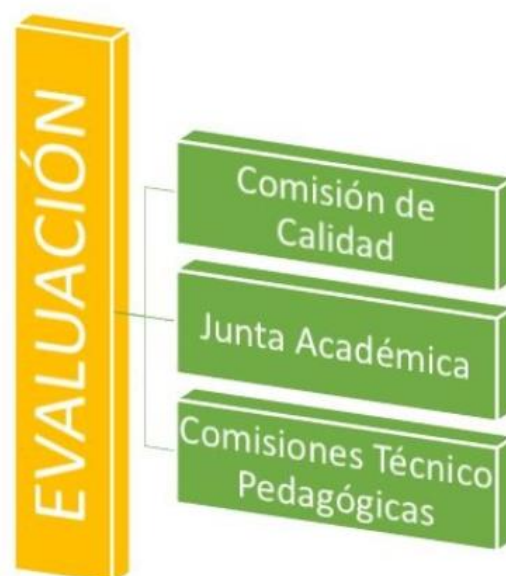 EVALUACIÓN
Comisión de
Calidad
Junta Académica
Comisiones Técnico
Pedagógicas